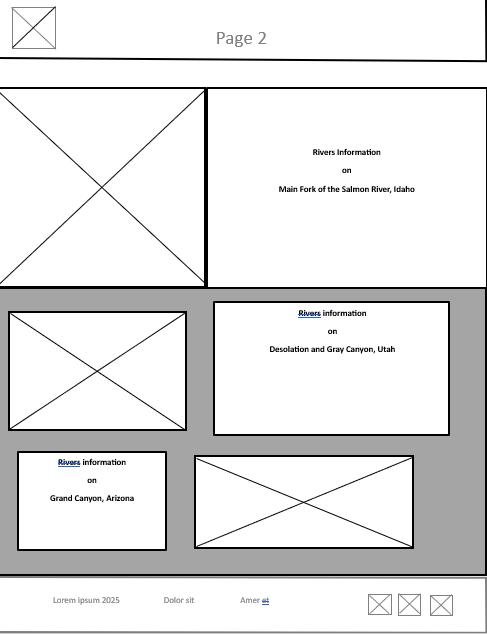 Page 2
Rivers Information
on
Main Fork of the Salmon River, Idaho
Rivers information
on
Desolation and Gray Canyon, Utah
Rivers information
on
Grand Canyon, Arizona
Lorem ipsum 2025 Dolor sit Amer et